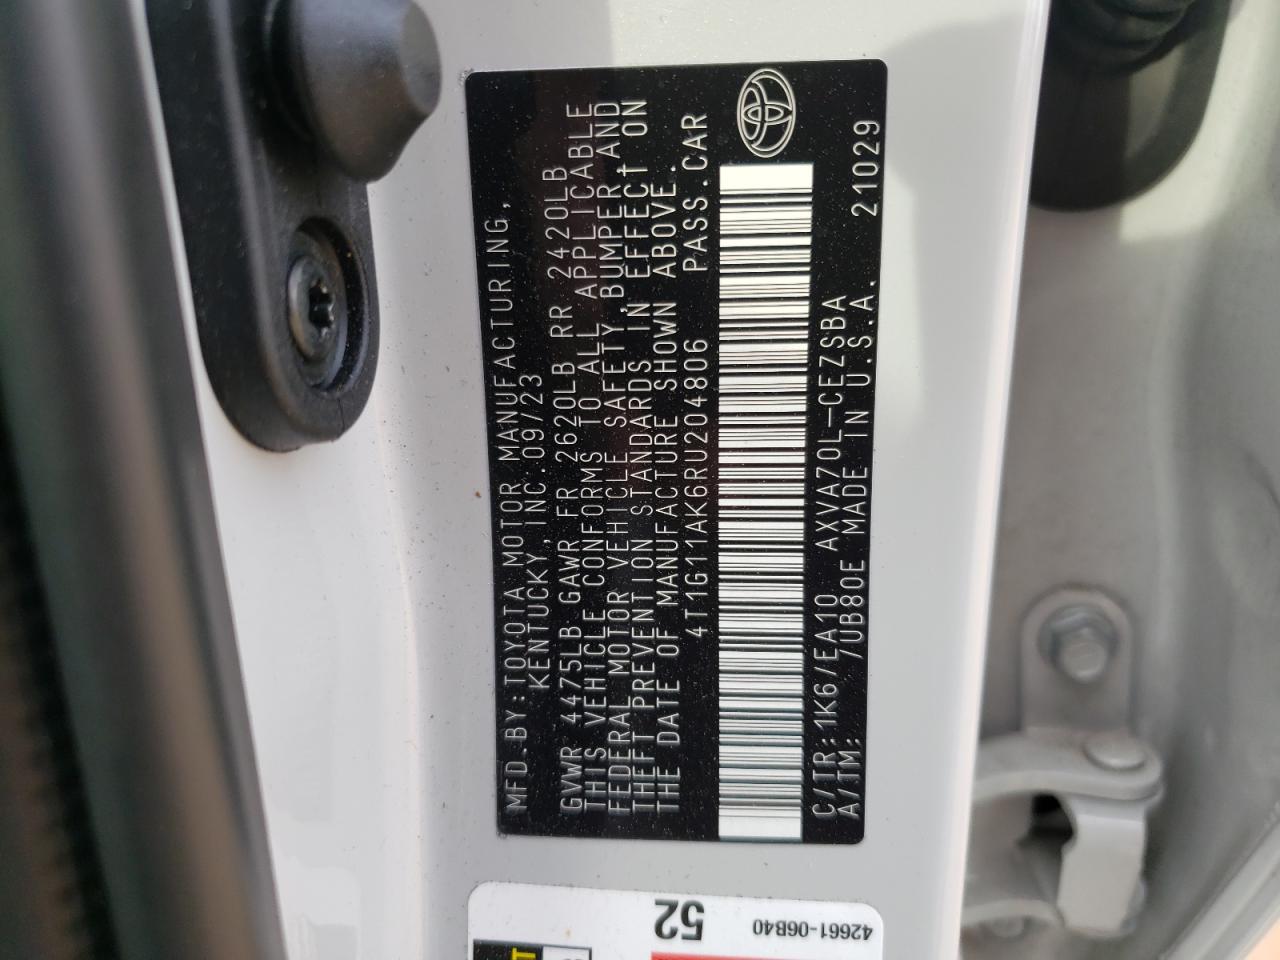 MFD.BY:TOYOTA MOTOR MANUFACTURING,
KENTUCKY,INC.09/23
GVWR 4475LB GAWR FR 2620LB RR 2420LB
THIS VEHICLE CONFORMS TO ALL APPLICABLE
FEDERAL MOTOR VEHICLE SAFETY,BUMPER,AND
THEFT PREVENTION STANDARDS IN EFFECT ON
THE DATE OF MANUFACTURE SHOWN ABOVE.
4T1G11AK6RU204806 PASS.CAR
C/TR:1K6/EA10 AXVA70L-CEZSBA 21029
A/TM: /UB80E MADE IN U.S.A.
52
42661-06B40